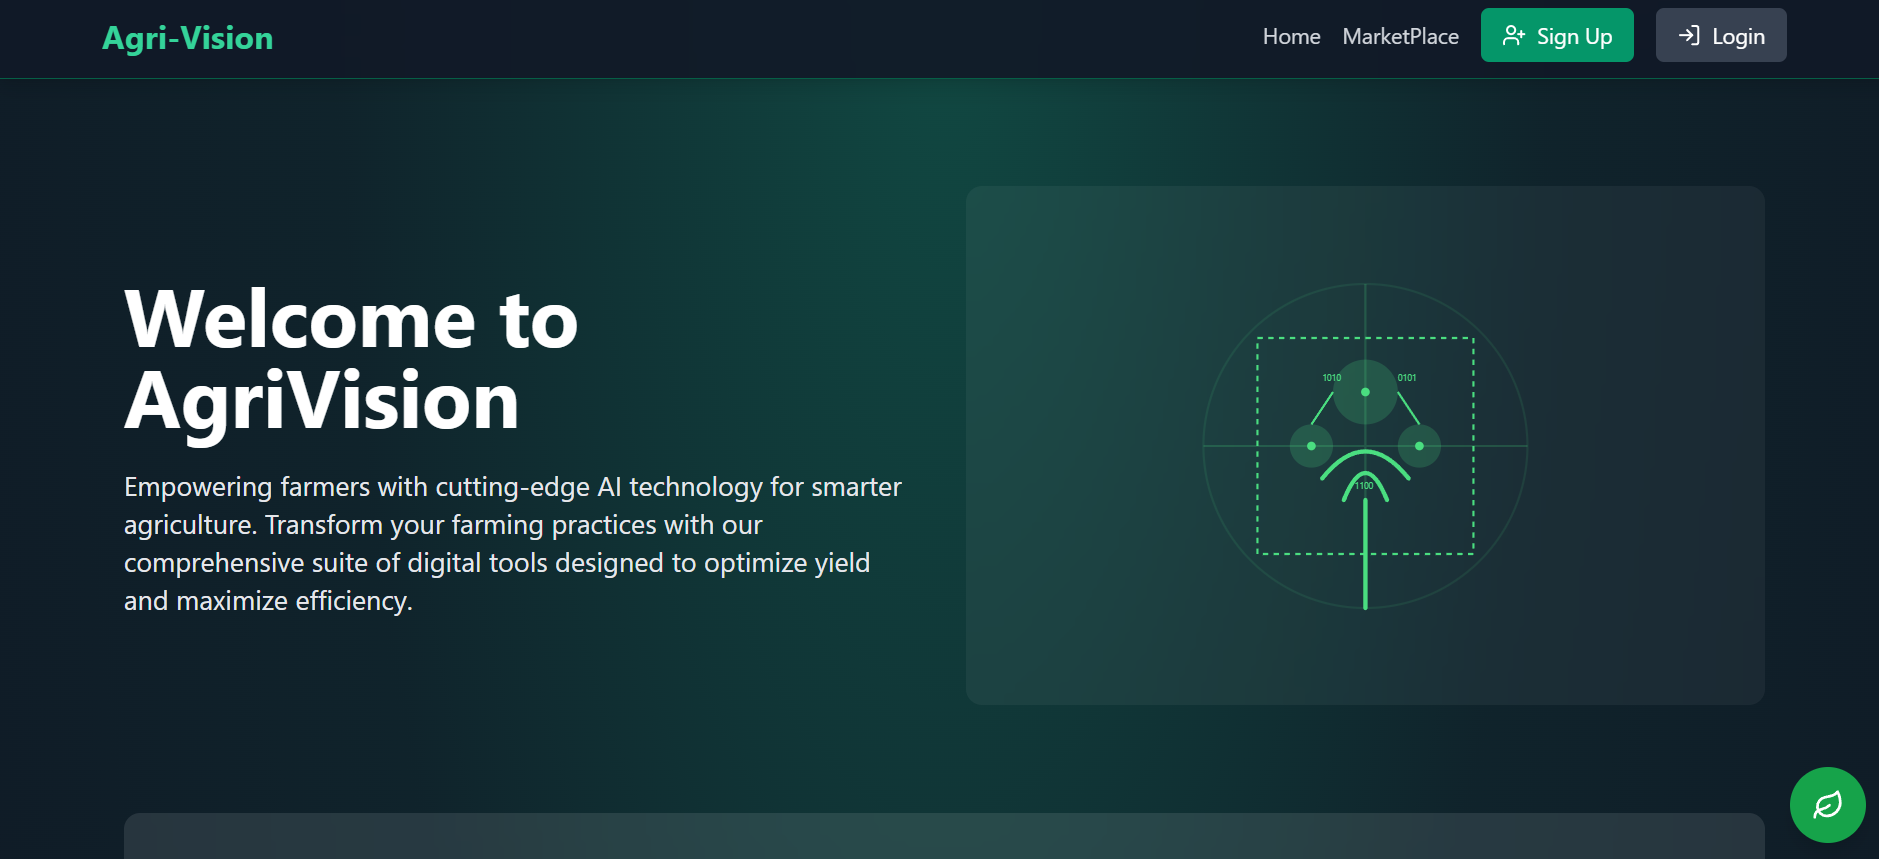 Agri-Vision
Home
MarketPlace
Sign Up
Login
Welcome to
AgriVision
Empowering farmers with cutting-edge AI technology for smarter
agriculture. Transform your farming practices with our
comprehensive suite of digital tools designed to optimize yield
and maximize efficiency.
1010
0101
1100